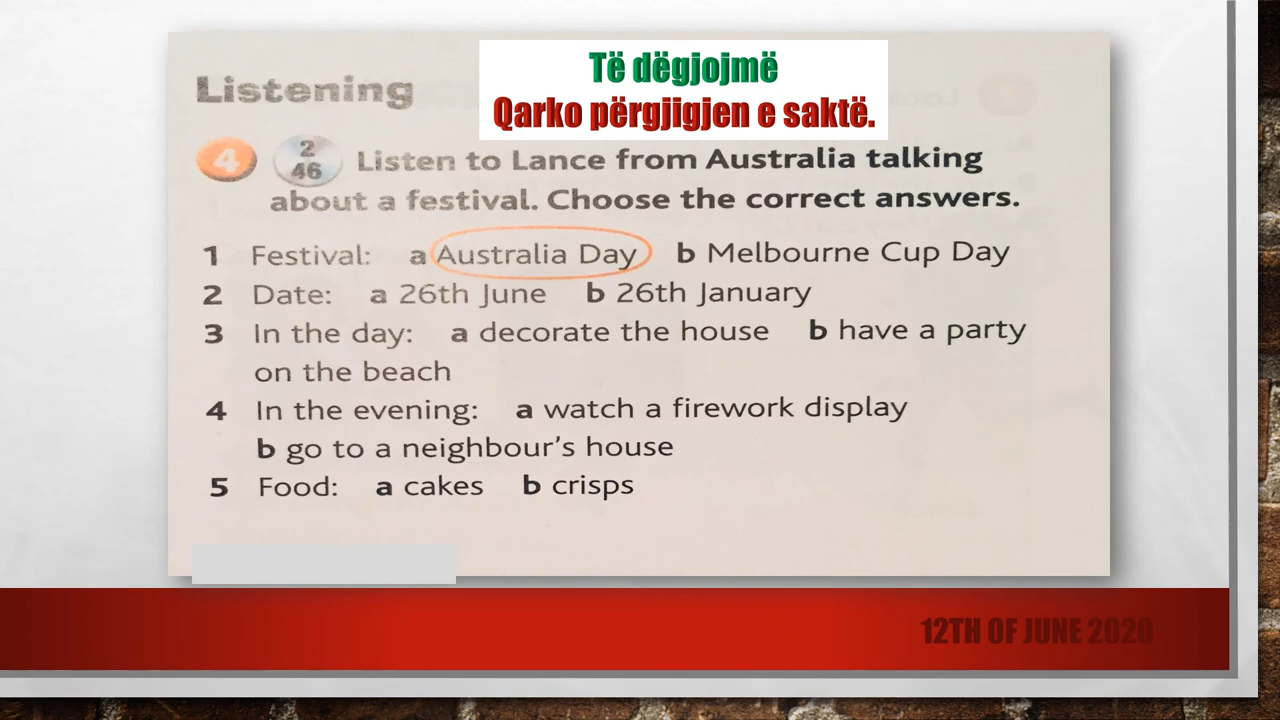 Të dëgjojmë
Qarko përgjigjen e saktë.
Listening
4 2 46 Listen to Lance from Australia talking
about a festival. Choose the correct answers.
1 Festival: a Australia Day b Melbourne Cup Day
2 Date: a 26th June b 26th January
3 In the day: a decorate the house b have a party
on the beach
4 In the evening: a watch a firework display
b go to a neighbour's house
5 Food: a cakes b crisps
12TH OF JUNE 2020